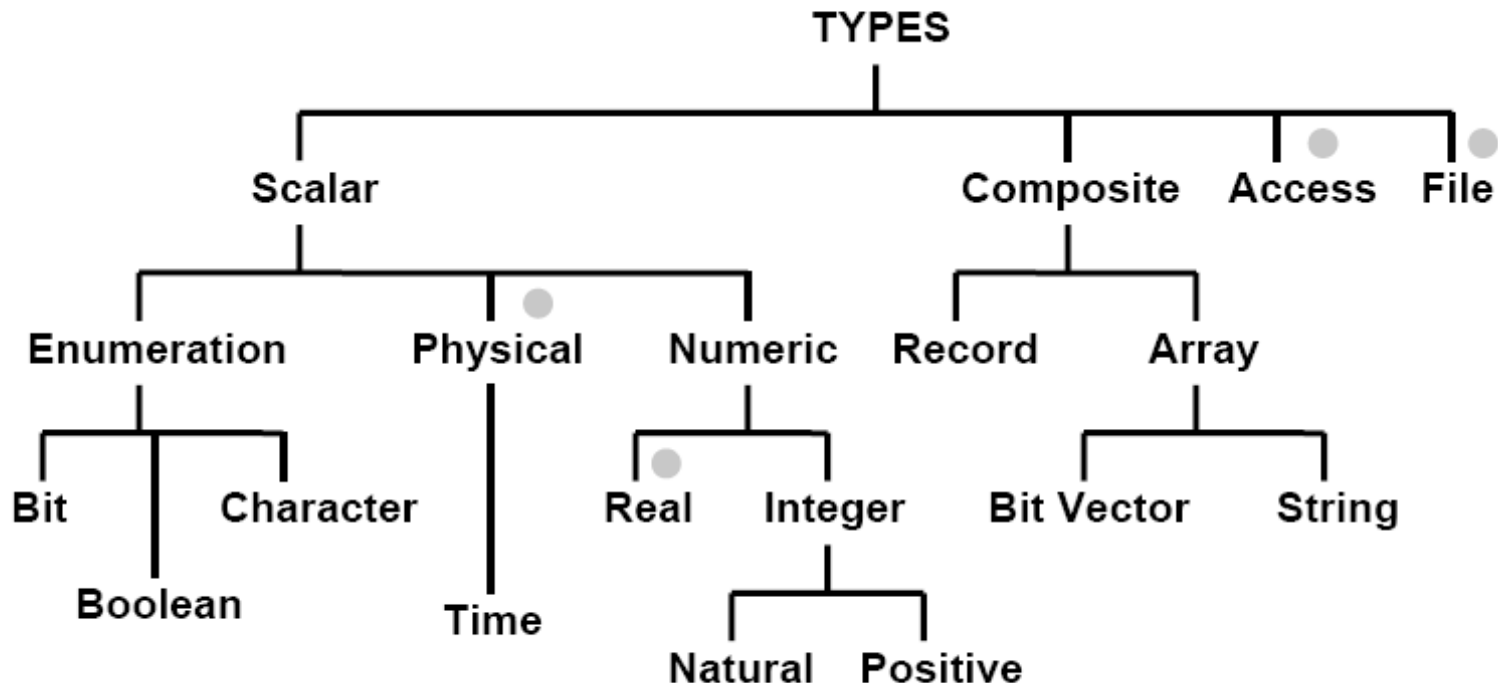 TYPES
Scalar
Composite
Access
File
Enumeration
Physical
Numeric
Record
Array
Bit
Character
Real
Integer
Bit Vector
String
Boolean
Time
Natural
Positive